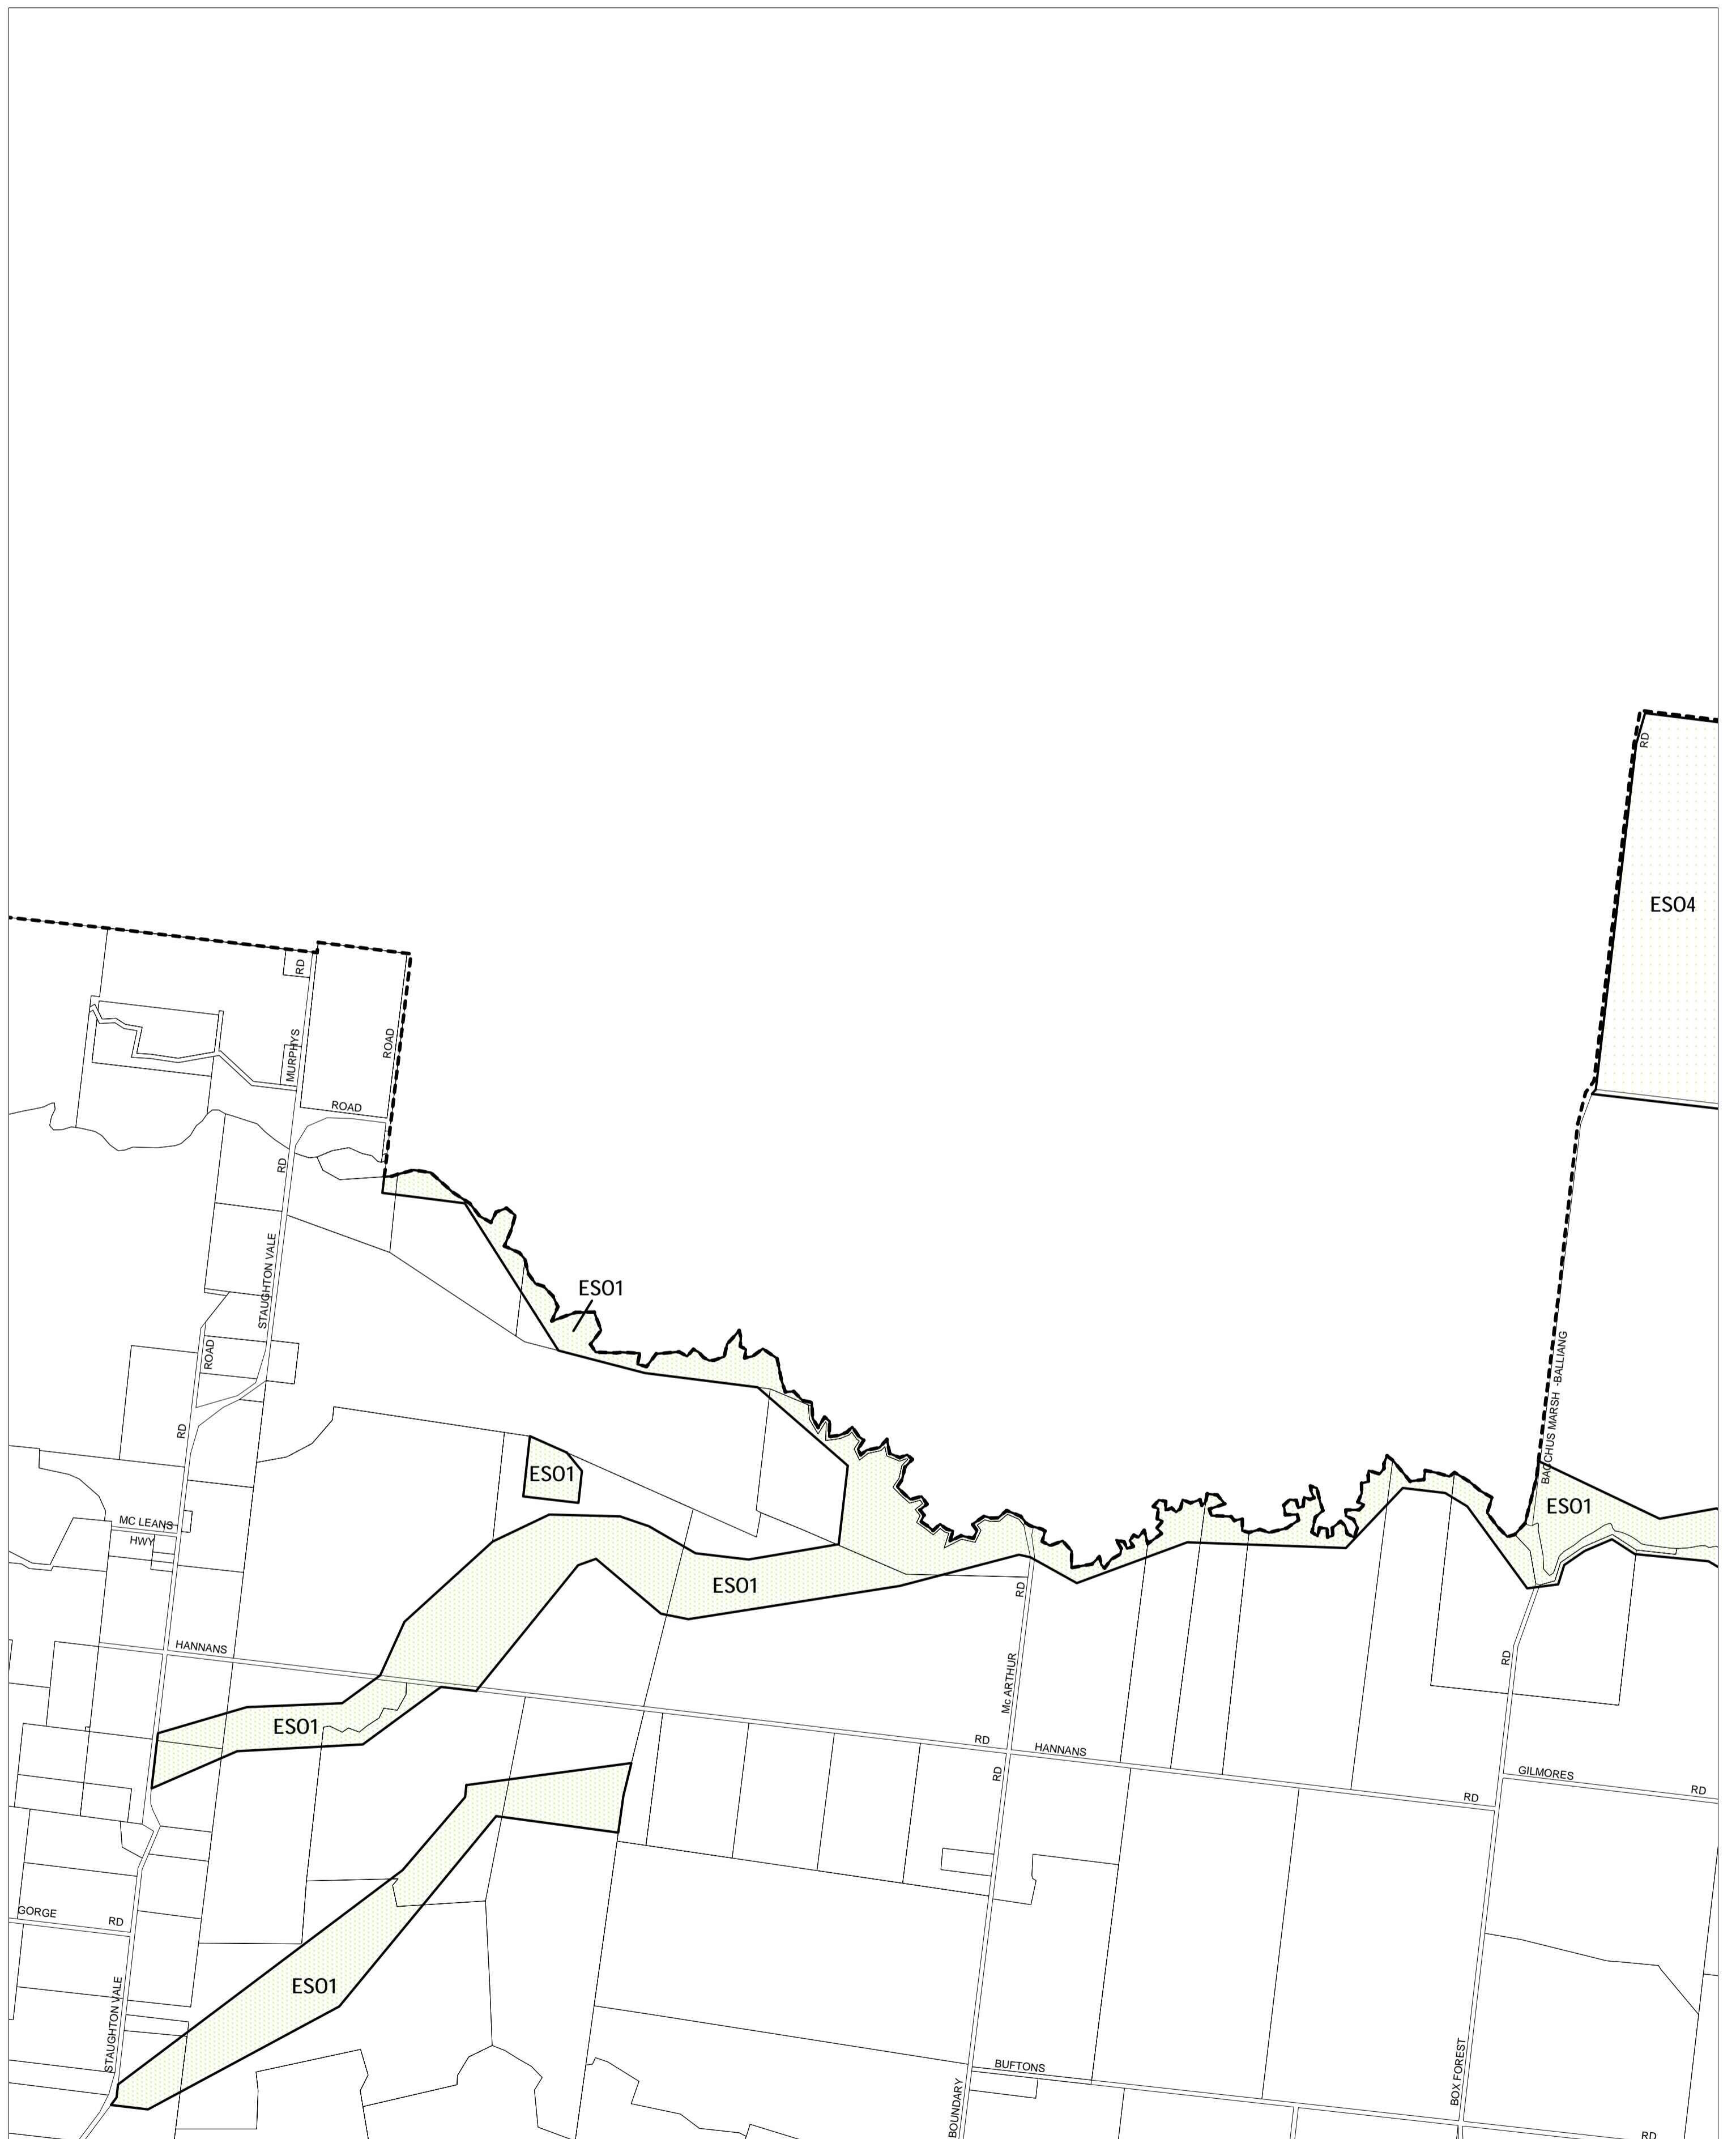 RD
ESO4
RD
MURPHYS
ROAD
ROAD
RD
STAUGHTON VALE
ESO1
ROAD
BACCHUS MARSH -BALLIANG
RD
ESO1
ESO1
MC LEANS
HWY
ESO1
RD
HANNANS
RD
Mc ARTHUR
ESO1
RD
HANNANS
RD
GILMORES
RD
RD
GORGE
RD
ESO1
STAUGHTON VALE
BUFTONS
BOX FOREST
BOUNDARY
RD